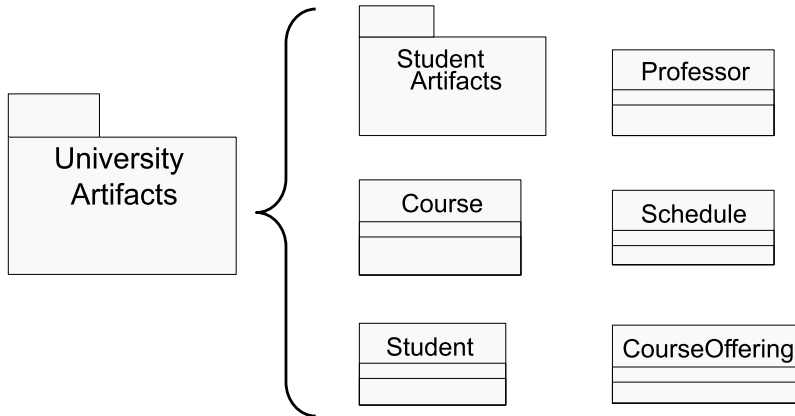 University
Artifacts
Student
Artifacts
Professor
Course
Schedule
Student
CourseOffering